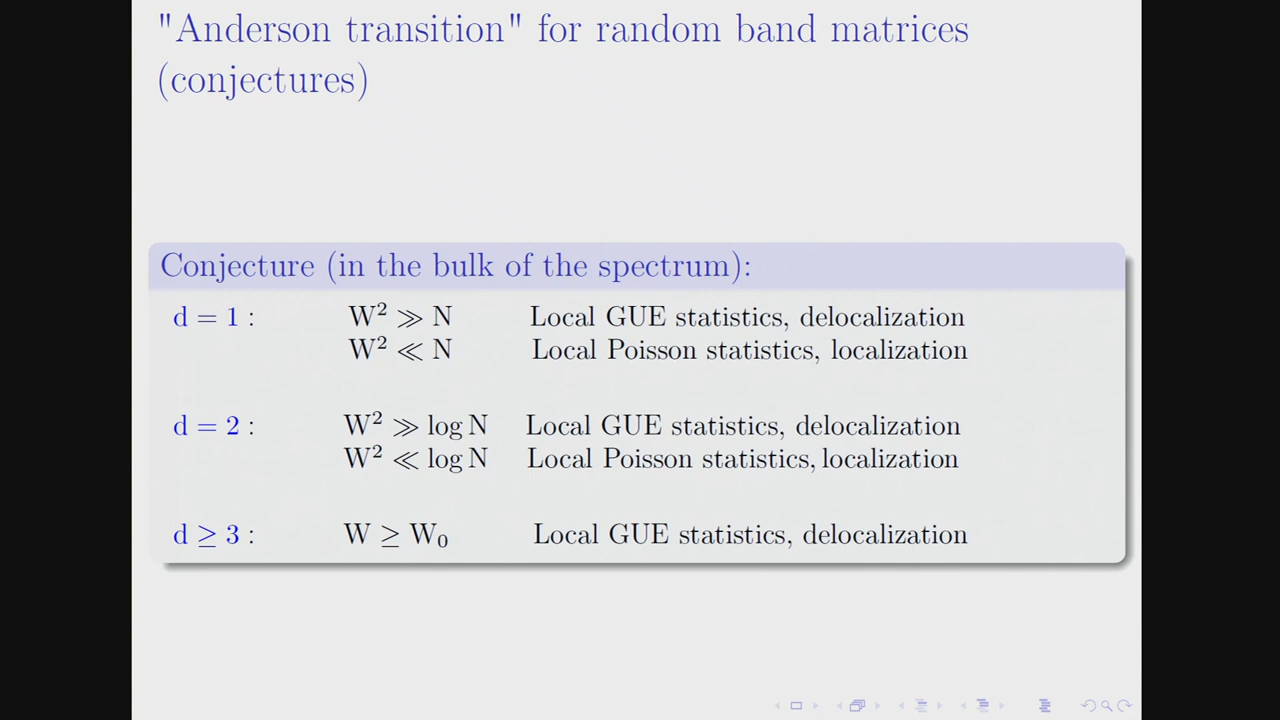 "Anderson transition" for random band matrices
(conjectures)
Conjecture (in the bulk of the spectrum):
d = 1 : W² ≫ N Local GUE statistics, delocalization
W² ≪ N Local Poisson statistics, localization
d = 2 : W² ≫ log N Local GUE statistics, delocalization
W² ≪ log N Local Poisson statistics, localization
d ≥ 3 : W ≥ W₀ Local GUE statistics, delocalization